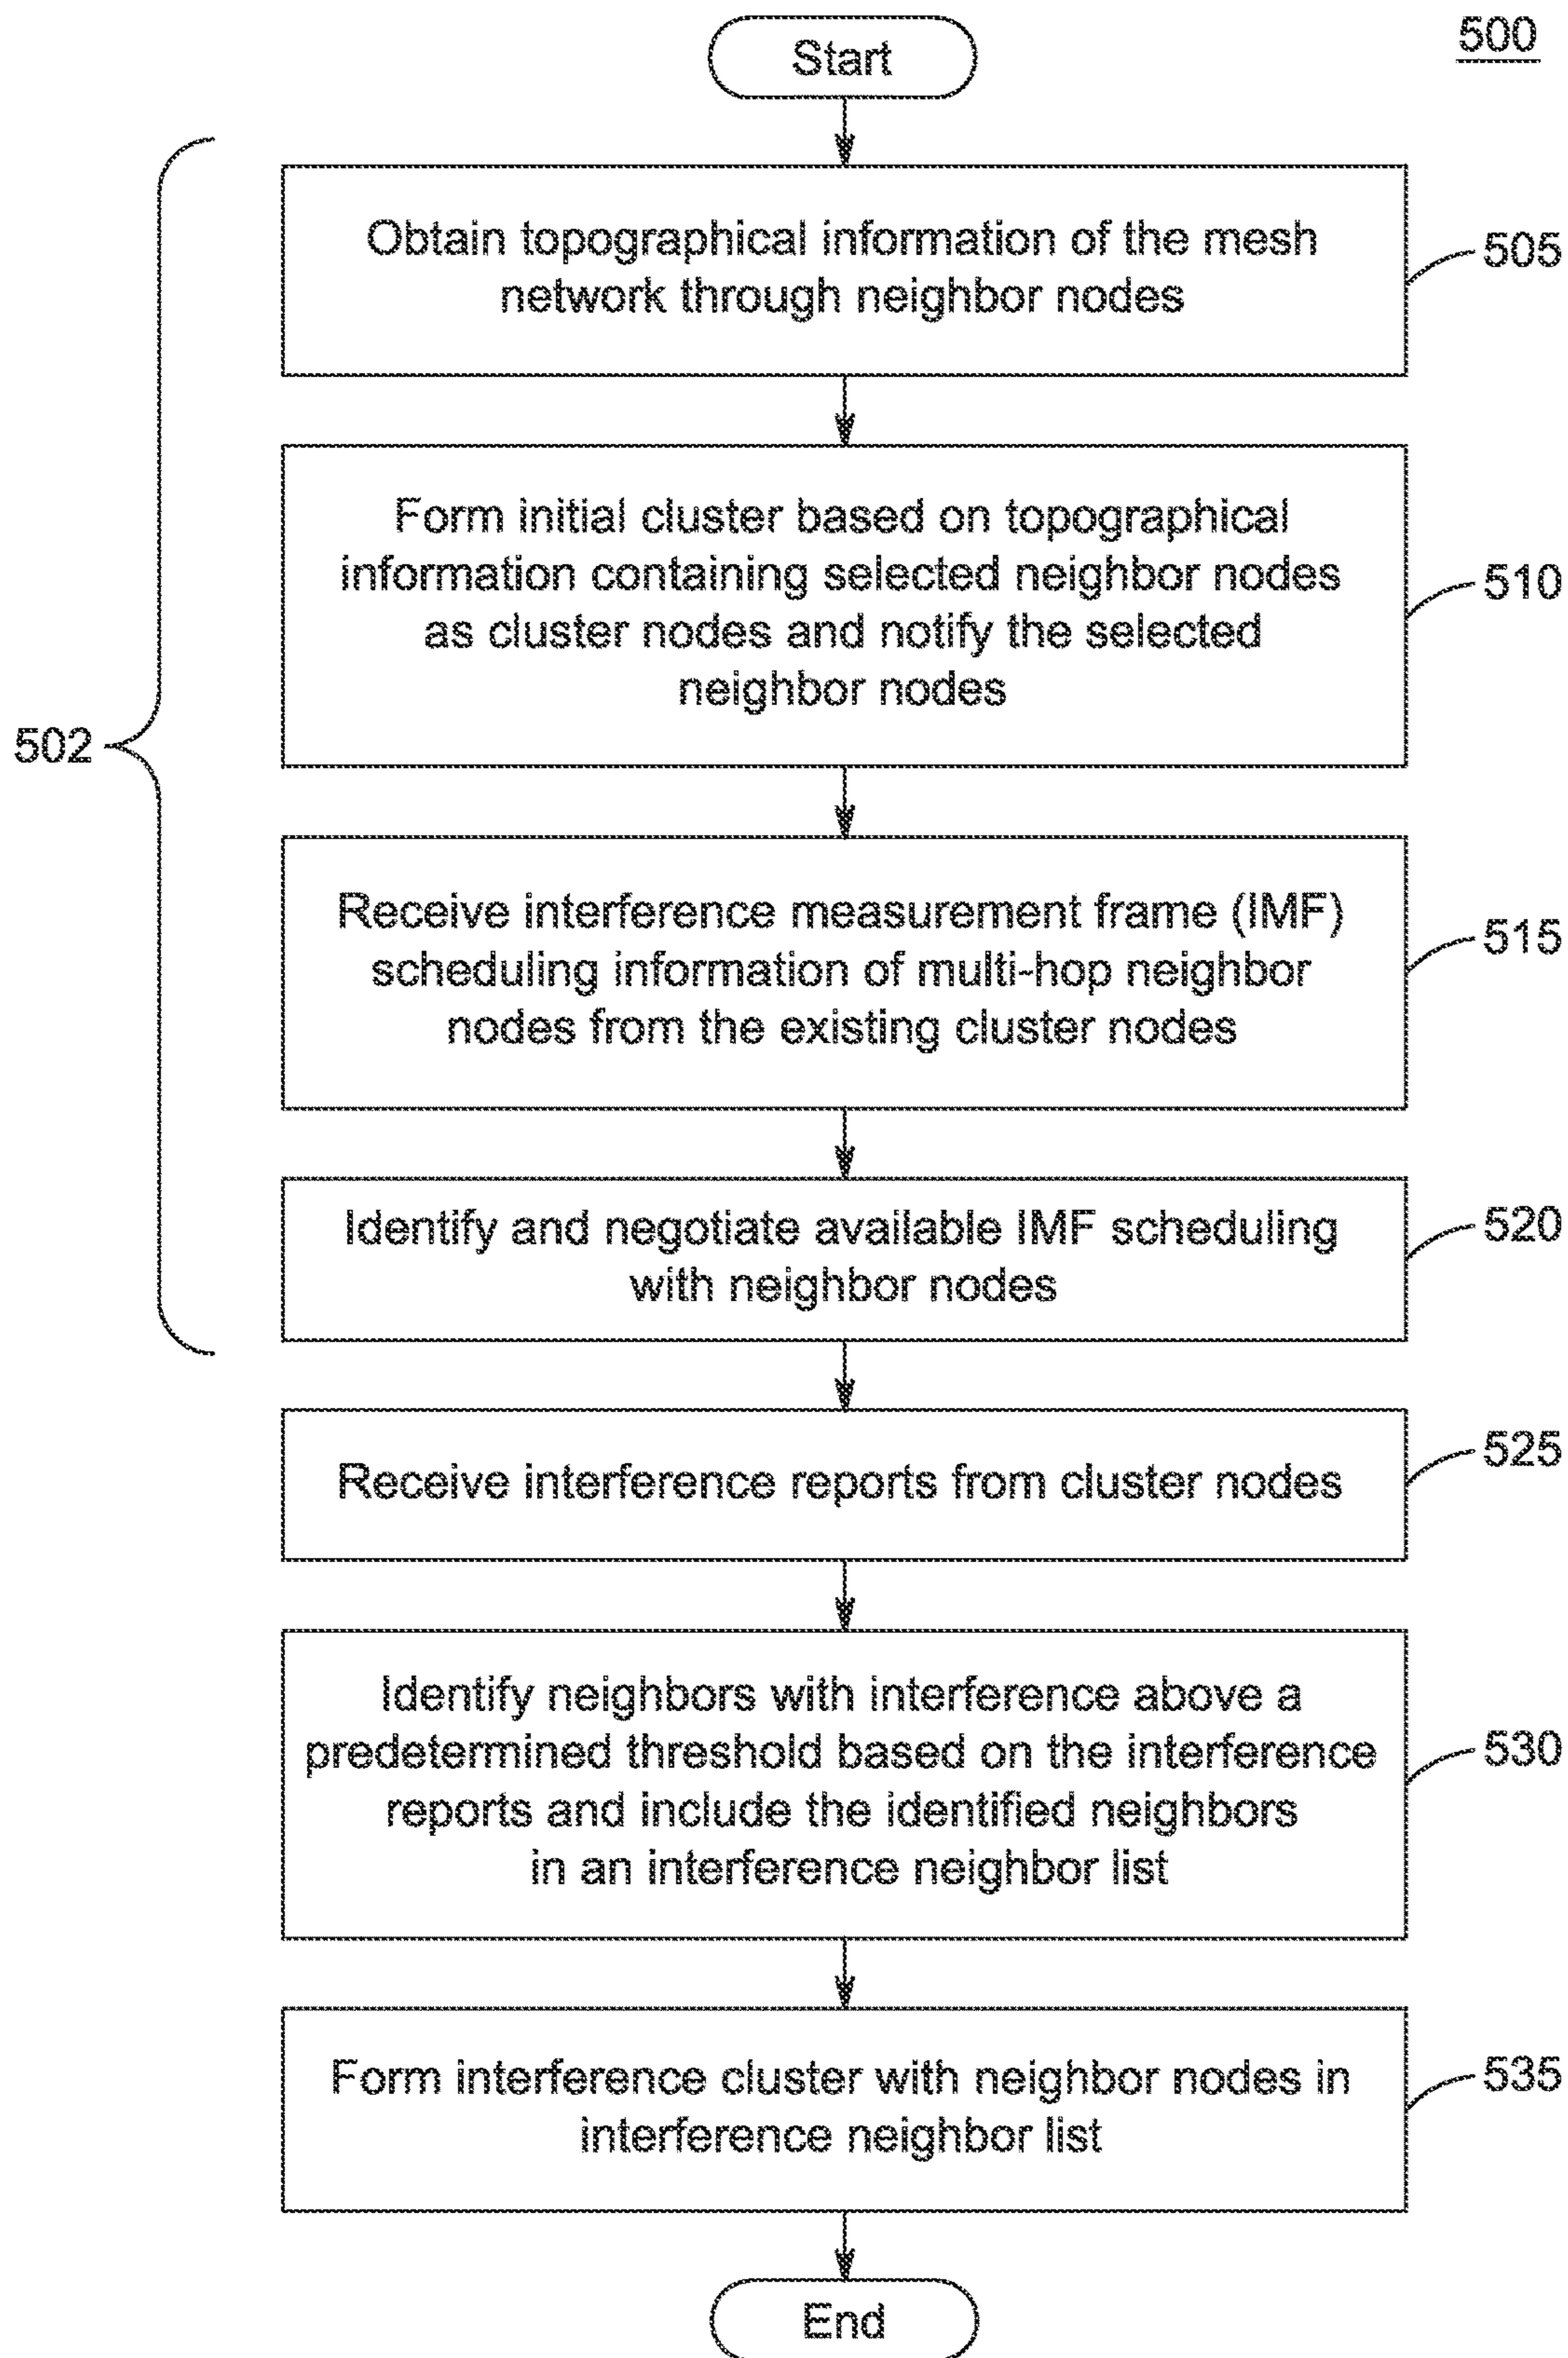 500
Start
Obtain topographical information of the mesh
network through neighbor nodes
505
Form initial cluster based on topographical
information containing selected neighbor nodes
as cluster nodes and notify the selected
neighbor nodes
510
502
Receive interference measurement frame (IMF)
scheduling information of multi-hop neighbor
nodes from the existing cluster nodes
515
Identify and negotiate available IMF scheduling
with neighbor nodes
520
Receive interference reports from cluster nodes
525
Identify neighbors with interference above a
predetermined threshold based on the interference
reports and include the identified neighbors
in an interference neighbor list
530
Form interference cluster with neighbor nodes in
interference neighbor list
535
End